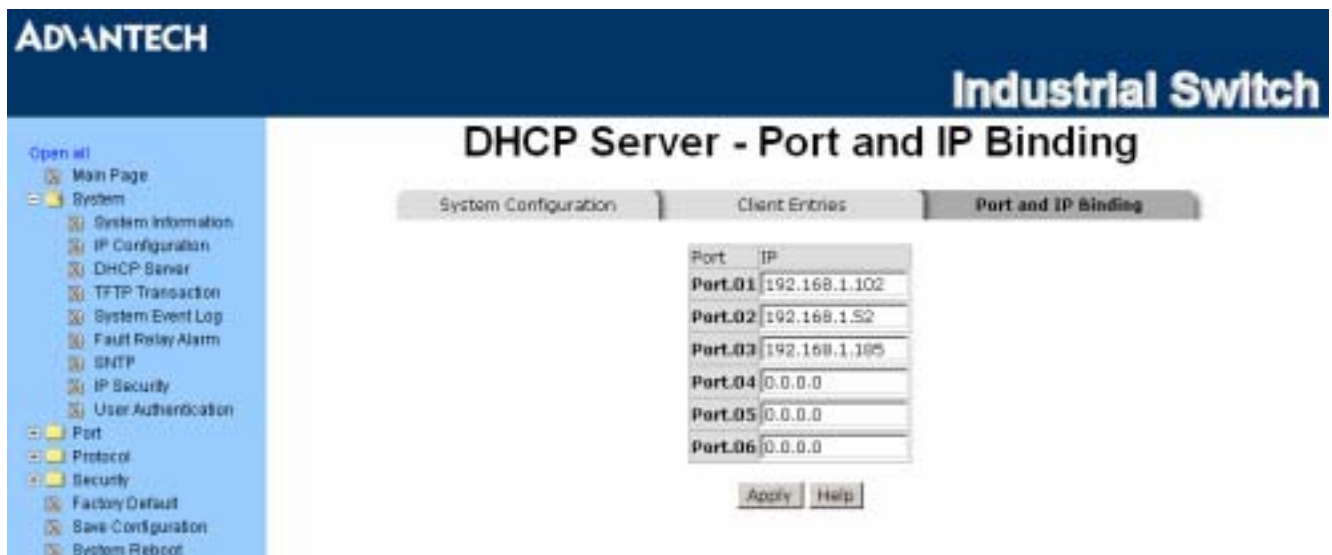 ADVANTECH
Industrial Switch
Open all
Main Page
System
System Information
IP Configuration
DHCP Server
TFTP Transaction
System Event Log
Fault Relay Alarm
SNTP
IP Security
User Authentication
Port
Protocol
Security
Factory Default
Save Configuration
System Reboot
DHCP Server - Port and IP Binding
System Configuration
Client Entries
Port and IP Binding
Port IP
Port.01 192.168.1.102
Port.02 192.168.1.52
Port.03 192.168.1.185
Port.04 0.0.0.0
Port.05 0.0.0.0
Port.06 0.0.0.0
Apply Help